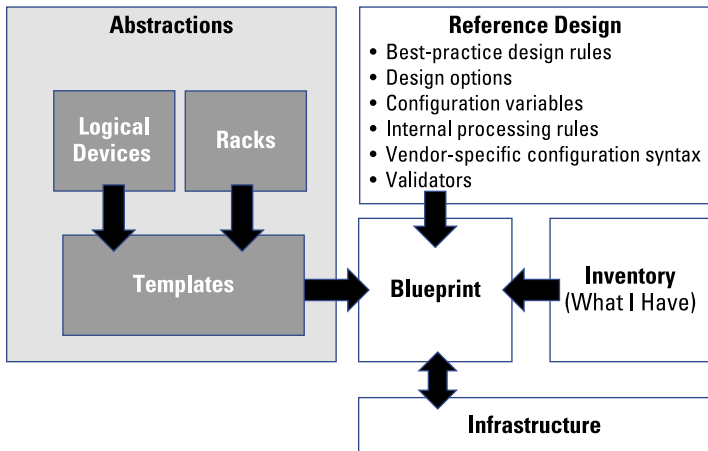 Abstractions
Logical
Devices
Racks
Templates
Reference Design
• Best-practice design rules
• Design options
• Configuration variables
• Internal processing rules
• Vendor-specific configuration syntax
• Validators
Blueprint
Inventory
(What I Have)
Infrastructure